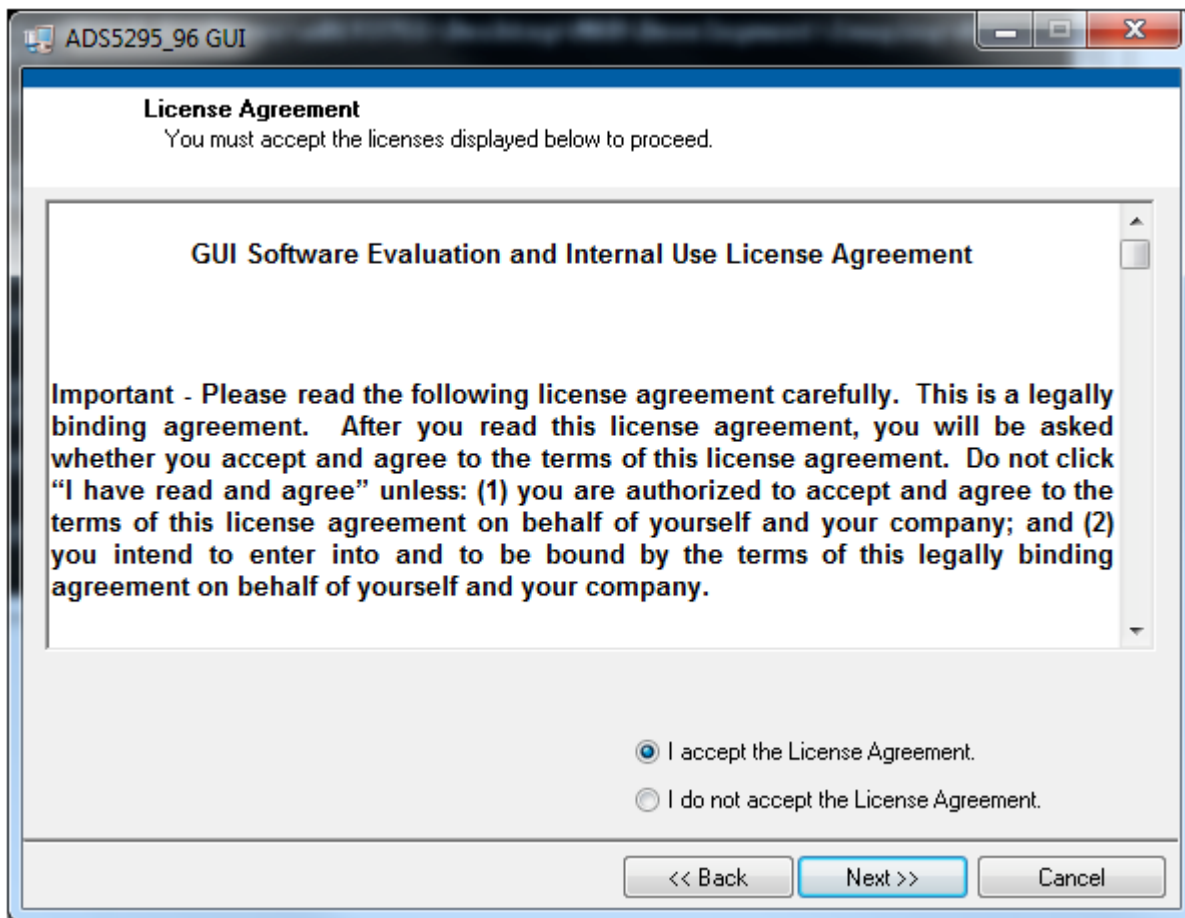 ADS5295_96 GUI
License Agreement
You must accept the licenses displayed below to proceed.
GUI Software Evaluation and Internal Use License Agreement
Important - Please read the following license agreement carefully.  This is a legally
binding agreement.  After you read this license agreement, you will be asked
whether you accept and agree to the terms of this license agreement.  Do not click
“I have read and agree” unless: (1) you are authorized to accept and agree to the
terms of this license agreement on behalf of yourself and your company; and (2)
you intend to enter into and to be bound by the terms of this legally binding
agreement on behalf of yourself and your company.
I accept the License Agreement.
I do not accept the License Agreement.
<< Back
Next >>
Cancel